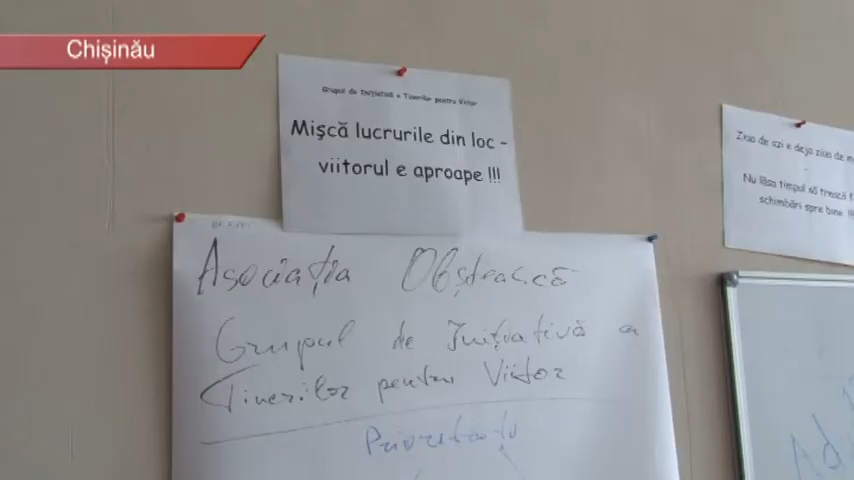 Chișinău
Grupul de Inițiativă a Tinerilor pentru Viitor
Mișcă lucrurile din loc -
viitorul e aproape !!!
Ziua de azi e deja ziua de m
Nu lăsa timpul să treacă f
schimbări spre bine !!!
Asociația Obștească
Grupul de Inițiativă a
Tinerilor pentru Viitor
Ad